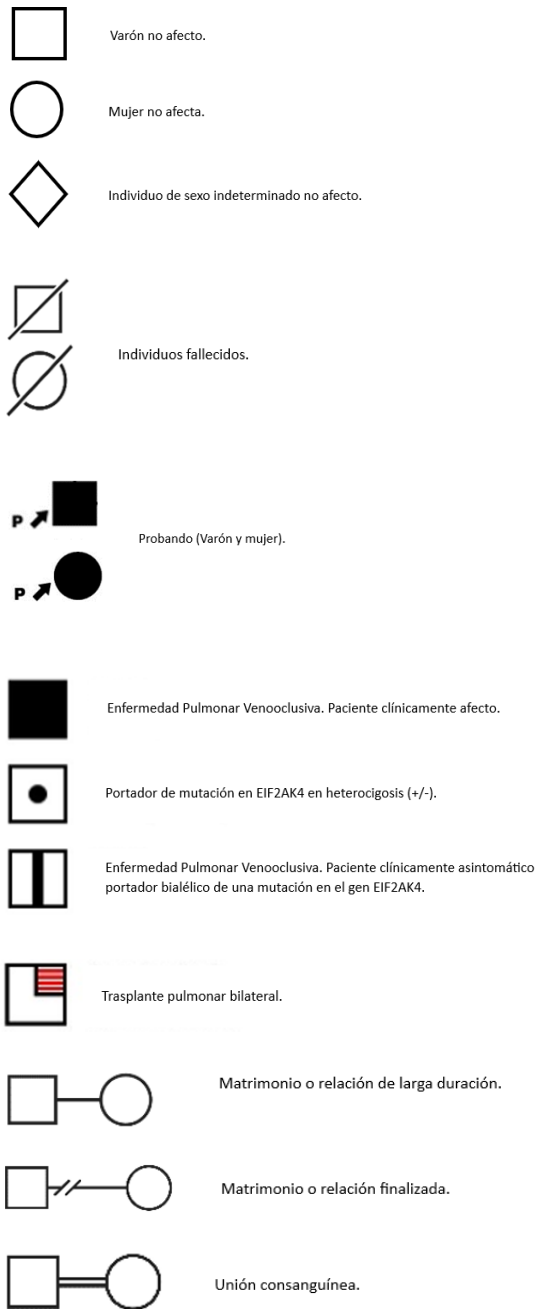 Varón no afecto.
Mujer no afecta.
Individuo de sexo indeterminado no afecto.
Individuos fallecidos.
P
Probando (Varón y mujer).
P
Enfermedad Pulmonar Venooclusiva. Paciente clínicamente afecto.
Portador de mutación en EIF2AK4 en heterocigosis (+/-).
Enfermedad Pulmonar Venooclusiva. Paciente clínicamente asintomático
portador bialélico de una mutación en el gen EIF2AK4.
Trasplante pulmonar bilateral.
Matrimonio o relación de larga duración.
Matrimonio o relación finalizada.
Unión consanguínea.